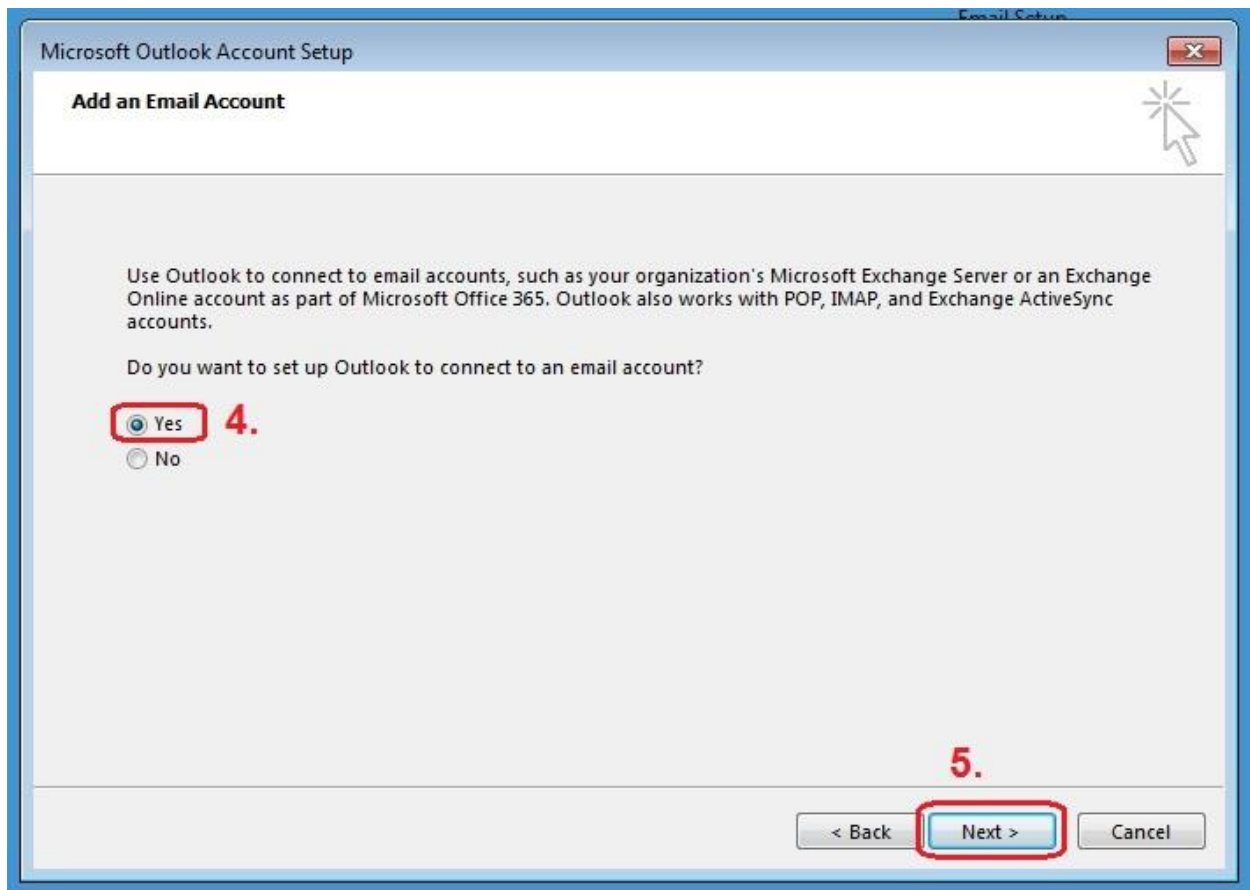 Email Setup
Microsoft Outlook Account Setup
Add an Email Account
Use Outlook to connect to email accounts, such as your organization's Microsoft Exchange Server or an Exchange
Online account as part of Microsoft Office 365. Outlook also works with POP, IMAP, and Exchange ActiveSync
accounts.
Do you want to set up Outlook to connect to an email account?
Yes 4.
No
5.
< Back Next > Cancel